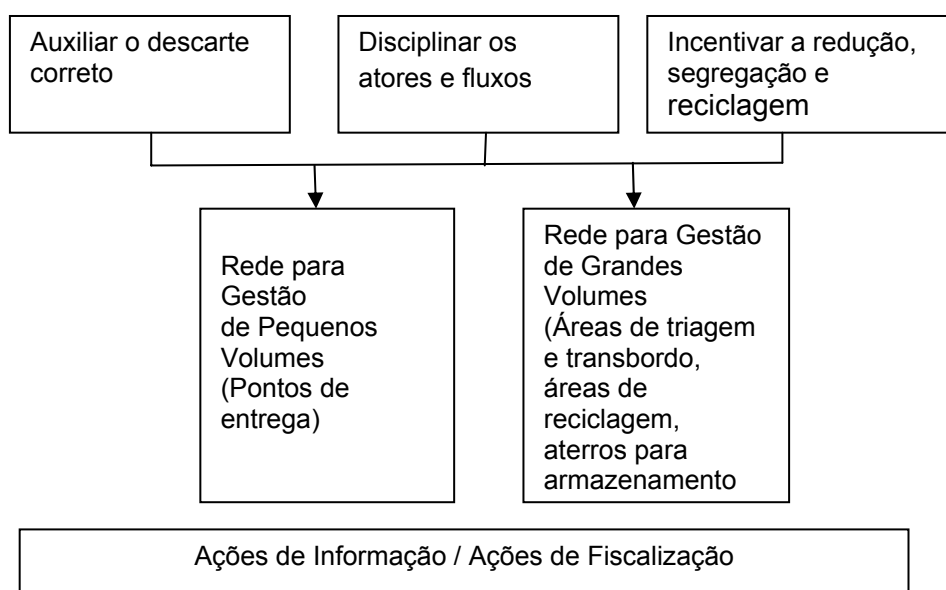 Auxiliar o descarte
correto
Disciplinar os
atores e fluxos
Incentivar a redução,
segregação e
reciclagem
Rede para
Gestão
de Pequenos
Volumes
(Pontos de
entrega)
Rede para Gestão
de Grandes
Volumes
(Áreas de triagem
e transbordo,
áreas de
reciclagem,
aterros para
armazenamento
Ações de Informação / Ações de Fiscalização